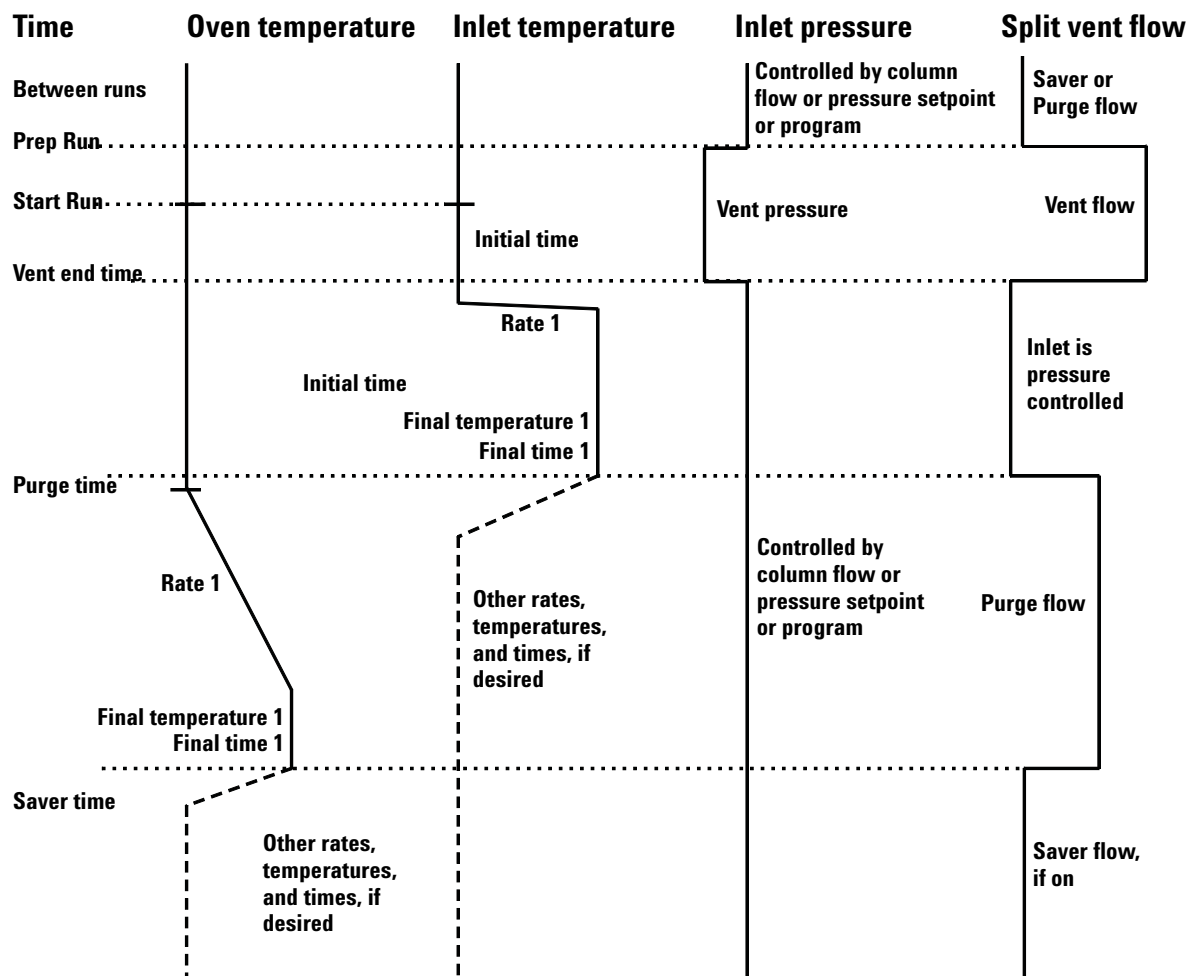 Time Oven temperature Inlet temperature Inlet pressure Split vent flow
Between runs
Controlled by column
flow or pressure setpoint
or program
Saver or
Purge flow
Prep Run
Start Run
Vent pressure
Vent flow
Initial time
Vent end time
Rate 1
Initial time
Final temperature 1
Final time 1
Inlet is
pressure
controlled
Purge time
Rate 1
Other rates,
temperatures,
and times, if
desired
Controlled by
column flow or
pressure setpoint
or program
Purge flow
Final temperature 1
Final time 1
Saver time
Other rates,
temperatures,
and times, if
desired
Saver flow,
if on